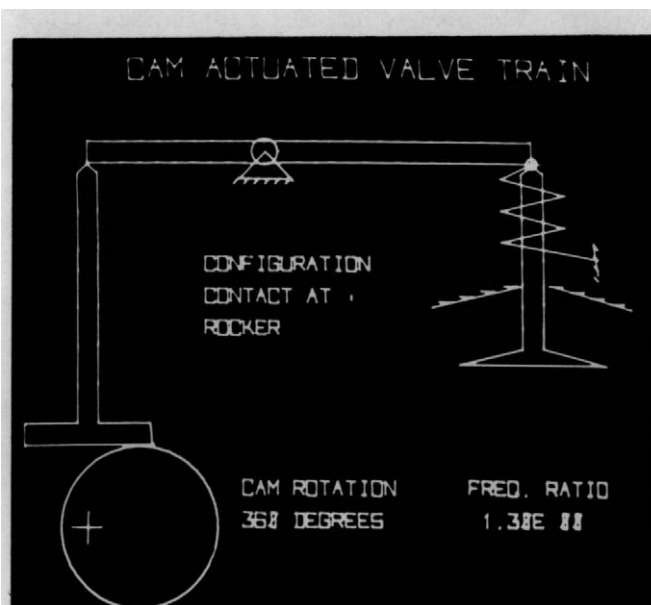 CAM ACTUATED VALVE TRAIN
CONFIGURATION
CONTACT AT
ROCKER
CAM ROTATION
FREQ. RATIO
360 DEGREES
1.30E 00